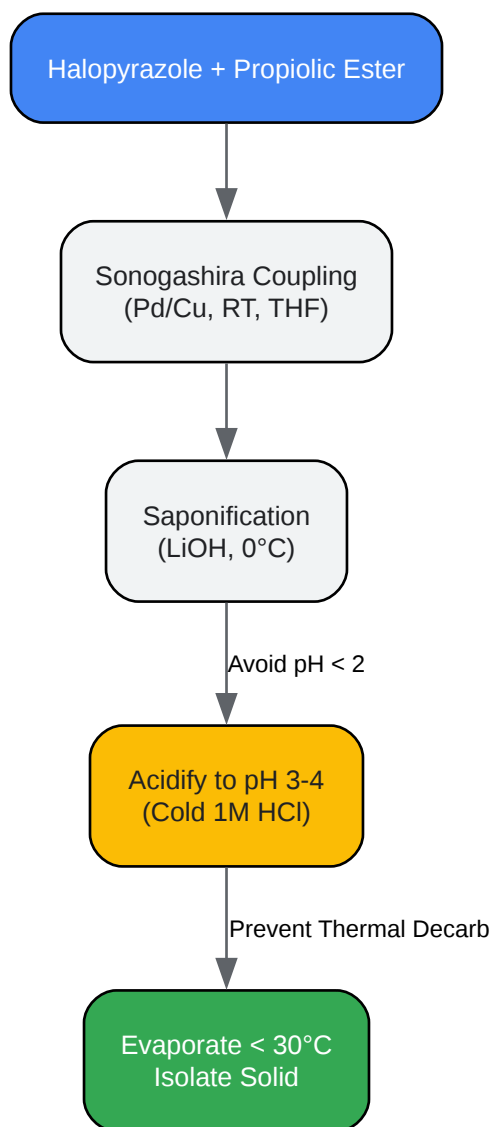 Halopyrazole + Propiolic Ester
Sonogashira Coupling
(Pd/Cu, RT, THF)
Saponification
(LiOH, 0°C)
Avoid pH < 2
Acidify to pH 3-4
(Cold 1M HCl)
Prevent Thermal Decarb
Evaporate < 30°C
Isolate Solid